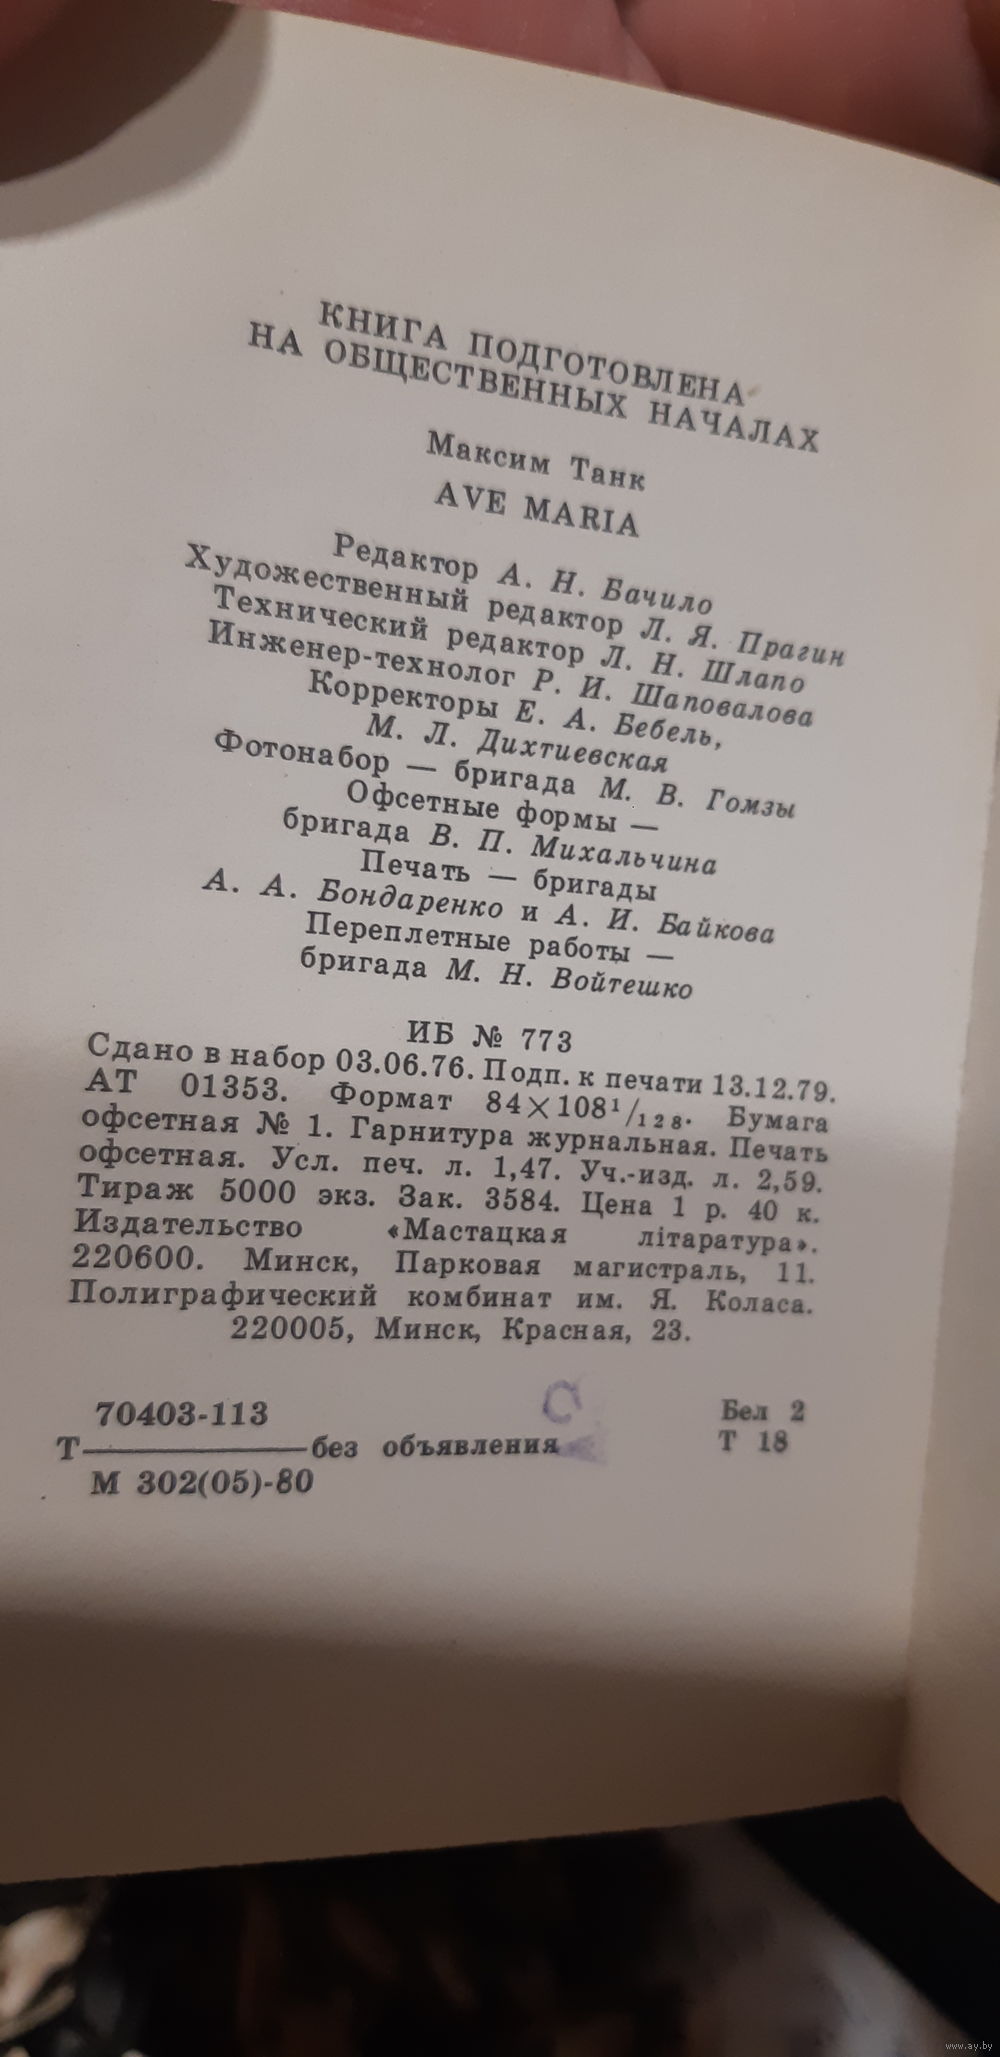 КНИГА ПОДГОТОВЛЕНА
НА ОБЩЕСТВЕННЫХ НАЧАЛАХ
Максим Танк
AVE MARIA
Редактор А. Н. Бачило
Художественный редактор Л. Я. Прагин
Технический редактор Л. Н. Шлапо
Инженер-технолог Р. И. Шаповалова
Корректоры Е. А. Бебель,
М. Л. Дихтиевская
Фотонабор — бригада М. В. Гомзы
Офсетные формы —
бригада В. П. Михальчина
Печать — бригады
А. А. Бондаренко и А. И. Байкова
Переплетные работы —
бригада М. Н. Войтешко
ИБ № 773
Сдано в набор 03.06.76. Подп. к печати 13.12.79.
АТ 01353. Формат 84×108¹/₁₂₈. Бумага
офсетная № 1. Гарнитура журнальная. Печать
офсетная. Усл. печ. л. 1,47. Уч.-изд. л. 2,59.
Тираж 5000 экз. Зак. 3584. Цена 1 р. 40 к.
Издательство «Мастацкая літаратура».
220600. Минск, Парковая магистраль, 11.
Полиграфический комбинат им. Я. Коласа.
220005, Минск, Красная, 23.
70403-113
Т — без объявления
М 302(05)-80
Бел 2
Т 18
С
www.ay.by